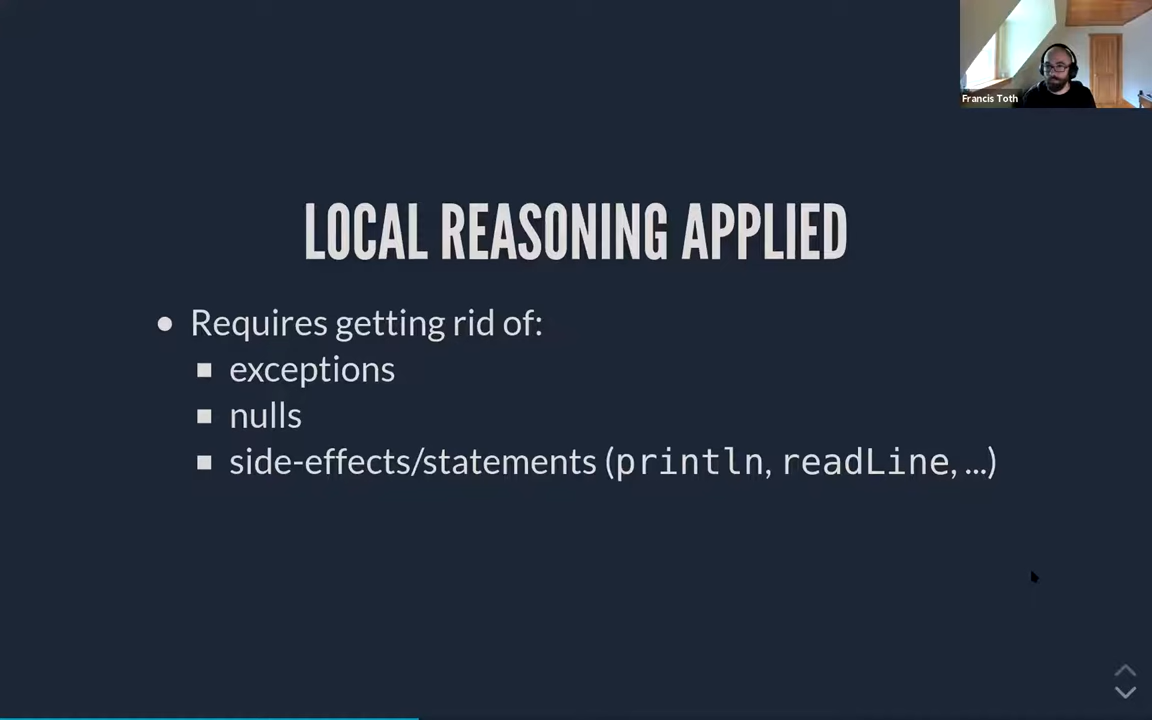 Francis Toth
LOCAL REASONING APPLIED
Requires getting rid of:
exceptions
nulls
side-effects/statements (println, readLine, ...)